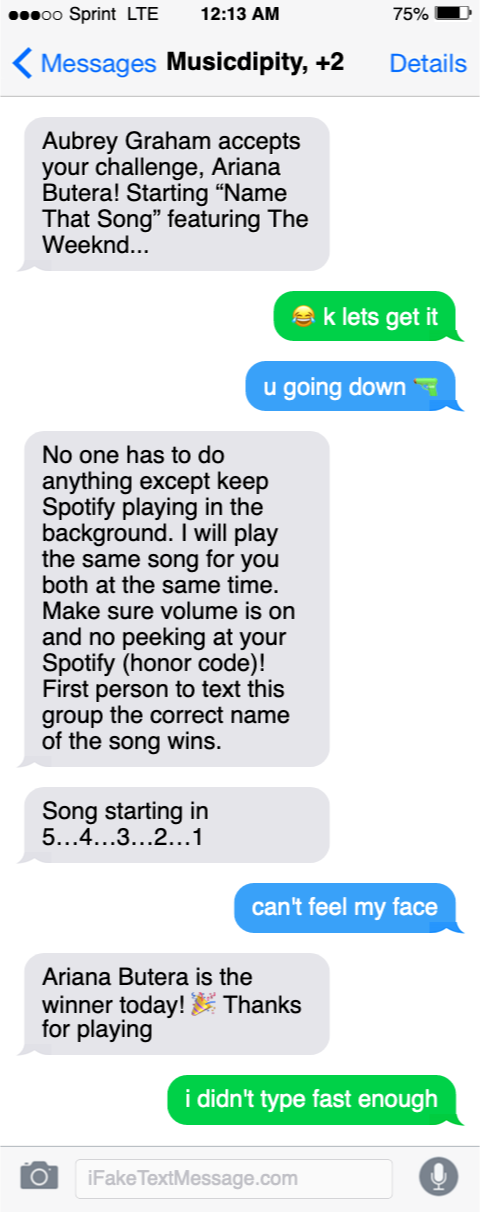 ●●●○○ Sprint LTE 12:13 AM 75%
Messages Musicdipity, +2 Details
Aubrey Graham accepts
your challenge, Ariana
Butera! Starting “Name
That Song” featuring The
Weeknd...
😂 k lets get it
u going down 🔫
No one has to do
anything except keep
Spotify playing in the
background. I will play
the same song for you
both at the same time.
Make sure volume is on
and no peeking at your
Spotify (honor code)!
First person to text this
group the correct name
of the song wins.
Song starting in
5…4…3…2…1
can't feel my face
Ariana Butera is the
winner today! 🎉 Thanks
for playing
i didn't type fast enough
iFakeTextMessage.com